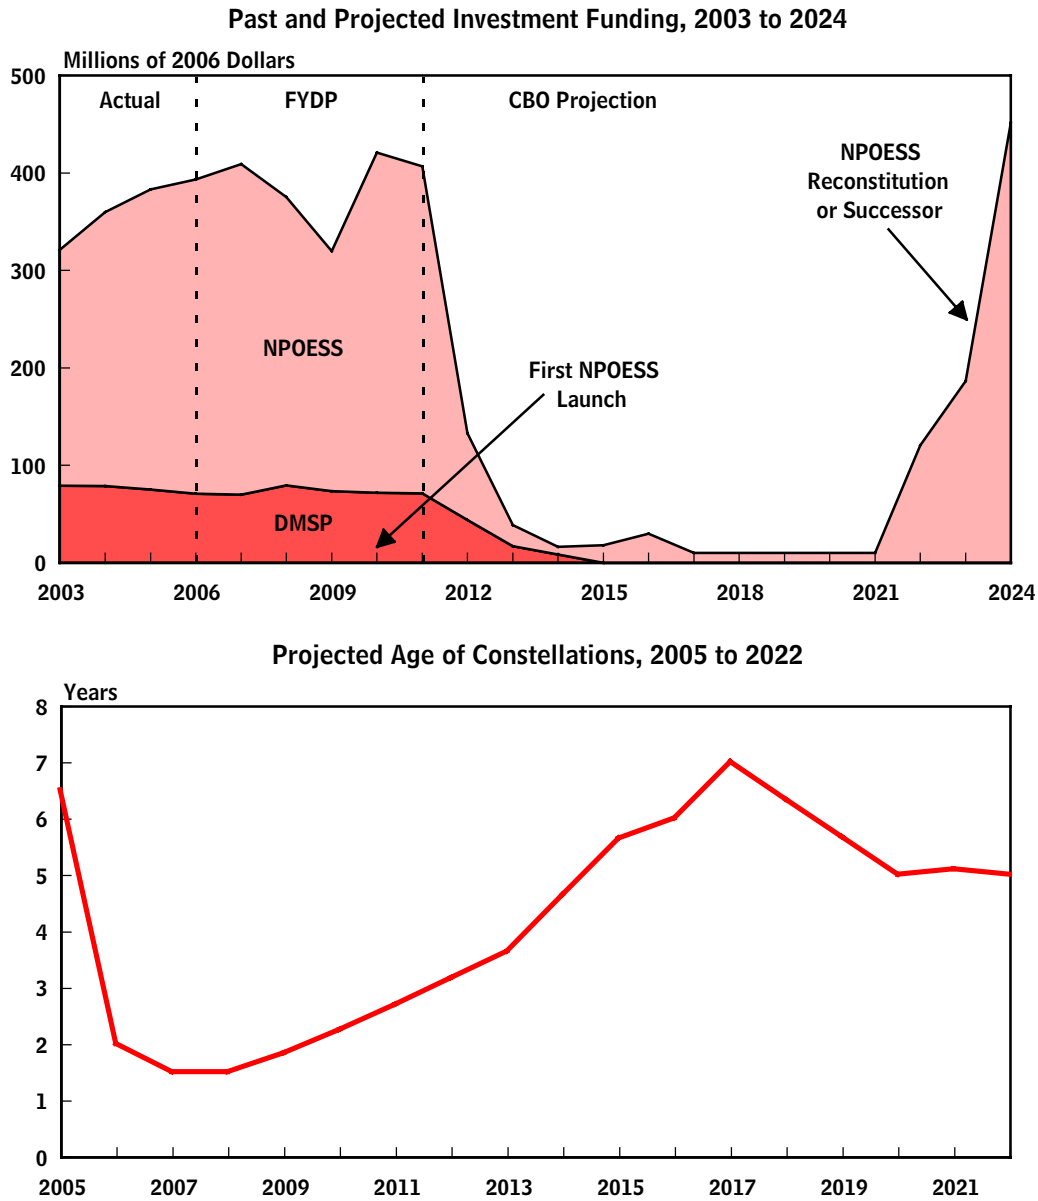 Past and Projected Investment Funding, 2003 to 2024
Millions of 2006 Dollars
500
Actual
FYDP
CBO Projection
400
NPOESS
Reconstitution
or Successor
300
NPOESS
200
First NPOESS
Launch
100
DMSP
0
2003 2006 2009 2012 2015 2018 2021 2024
Projected Age of Constellations, 2005 to 2022
Years
8
7
6
5
4
3
2
1
0
2005 2007 2009 2011 2013 2015 2017 2019 2021